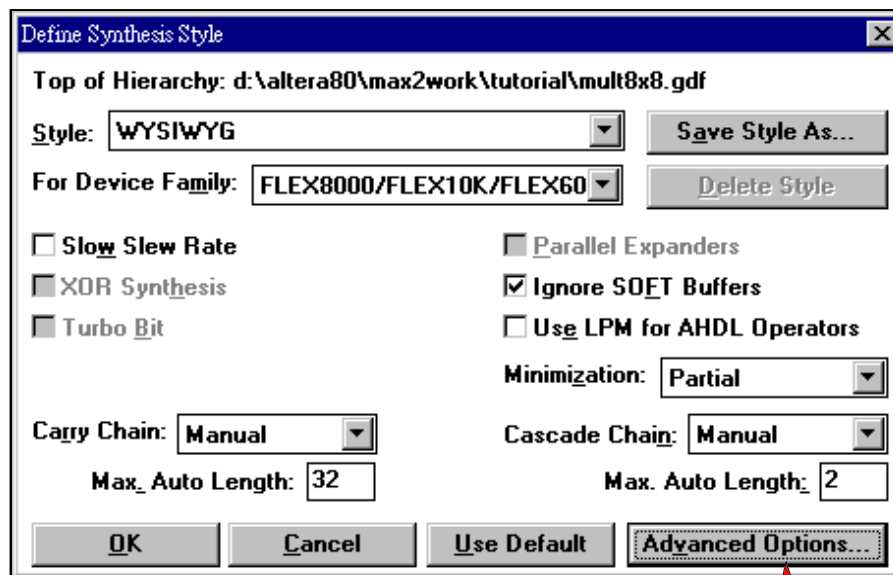 Define Synthesis Style
Top of Hierarchy: d:\altera80\max2work\tutorial\mult8x8.gdf
Style: WYSIWYG Save Style As...
For Device Family: FLEX8000/FLEX10K/FLEX60 Delete Style
Slow Slew Rate Parallel Expanders
XOR Synthesis Ignore SOFT Buffers
Turbo Bit Use LPM for AHDL Operators
Minimization: Partial
Carry Chain: Manual Cascade Chain: Manual
Max. Auto Length: 32 Max. Auto Length: 2
OK Cancel Use Default Advanced Options...